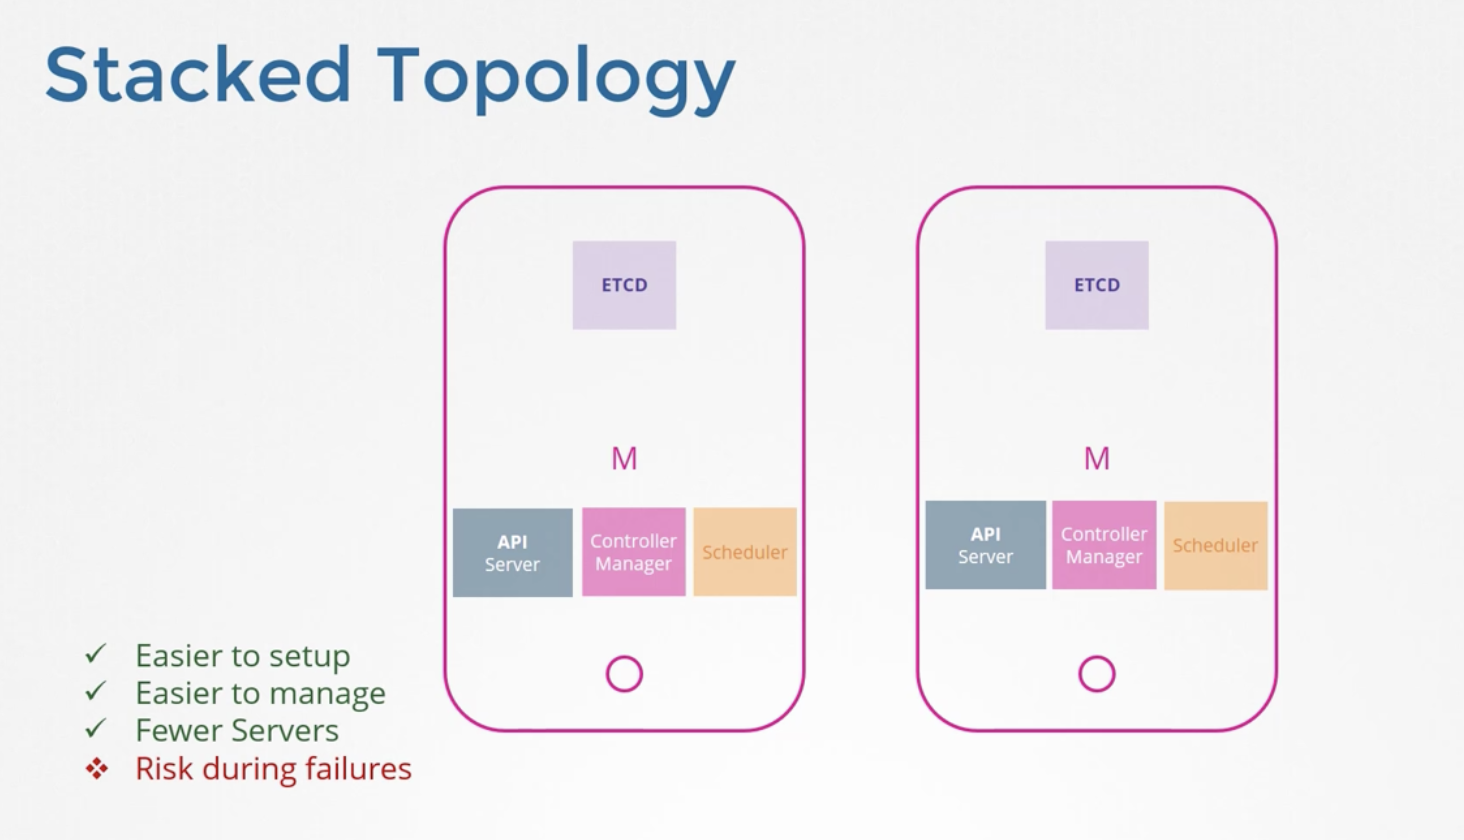 Stacked Topology
ETCD
ETCD
M
M
API
Server
Controller
Manager
Scheduler
API
Server
Controller
Manager
Scheduler
Easier to setup
Easier to manage
Fewer Servers
Risk during failures